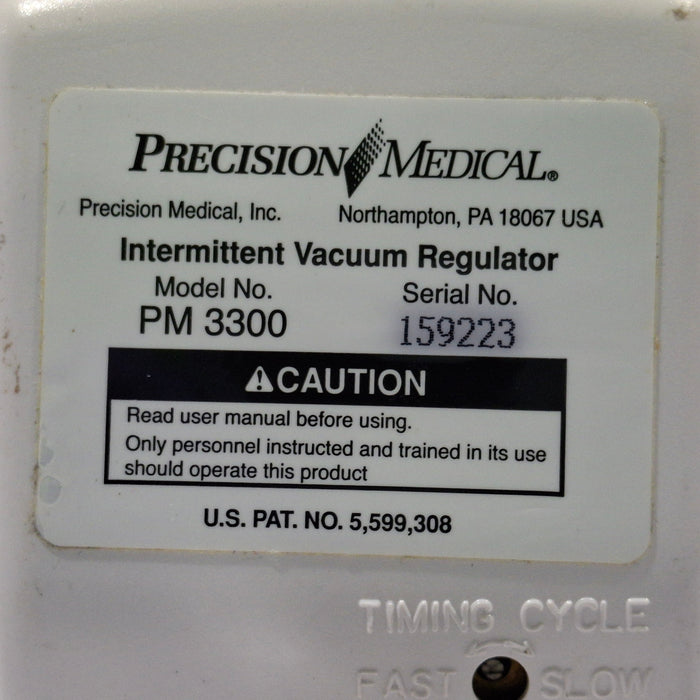 PRECISION MEDICAL®
Precision Medical, Inc. Northampton, PA 18067 USA
Intermittent Vacuum Regulator
Model No. Serial No.
PM 3300 159223
⚠CAUTION
Read user manual before using.
Only personnel instructed and trained in its use
should operate this product
U.S. PAT. NO. 5,599,308
TIMING CYCLE
FAST SLOW